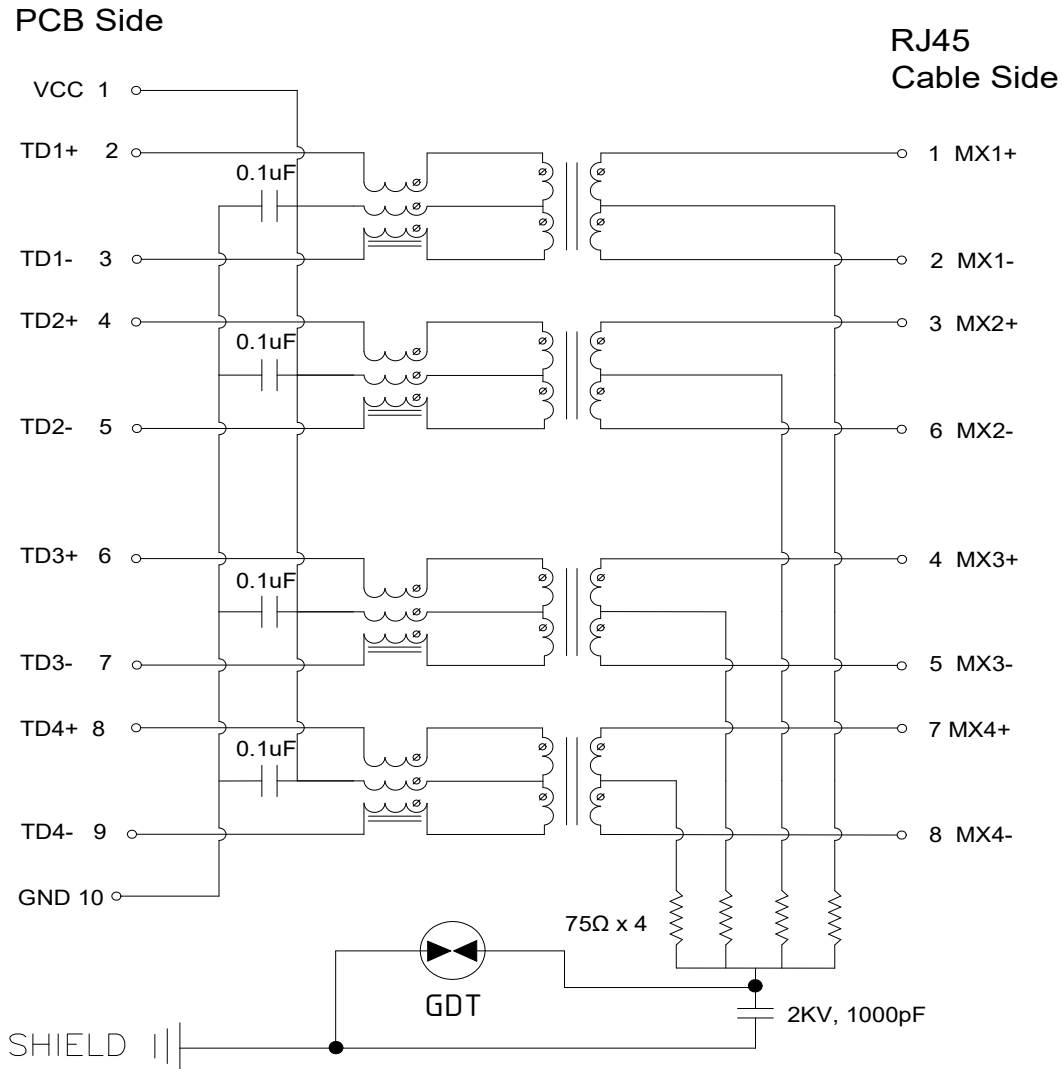 PCB Side
RJ45
Cable Side
VCC 1
TD1+ 2
0.1uF
1 MX1+
TD1- 3
2 MX1-
TD2+ 4
0.1uF
3 MX2+
TD2- 5
6 MX2-
TD3+ 6
0.1uF
4 MX3+
TD3- 7
5 MX3-
TD4+ 8
0.1uF
7 MX4+
TD4- 9
8 MX4-
GND 10
75Ω x 4
GDT
2KV, 1000pF
SHIELD